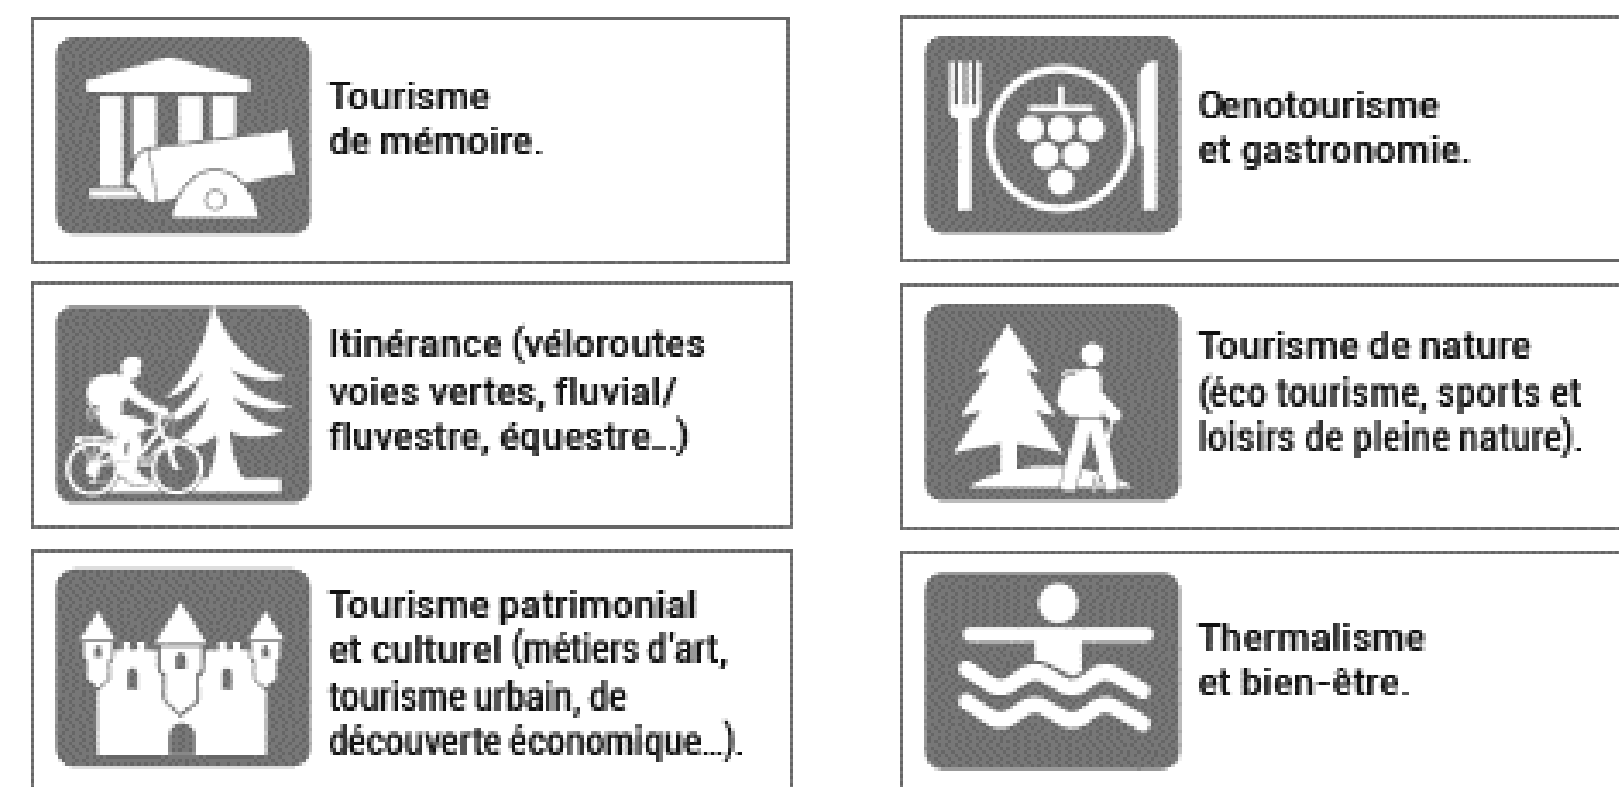 Tourisme
de mémoire.
Oenotourisme
et gastronomie.
Itinérance (véloroutes
voies vertes, fluvial/
fluvestre, équestre...)
Tourisme de nature
(éco tourisme, sports et
loisirs de pleine nature).
Tourisme patrimonial
et culturel (métiers d'art,
tourisme urbain, de
découverte économique...).
Thermalisme
et bien-être.